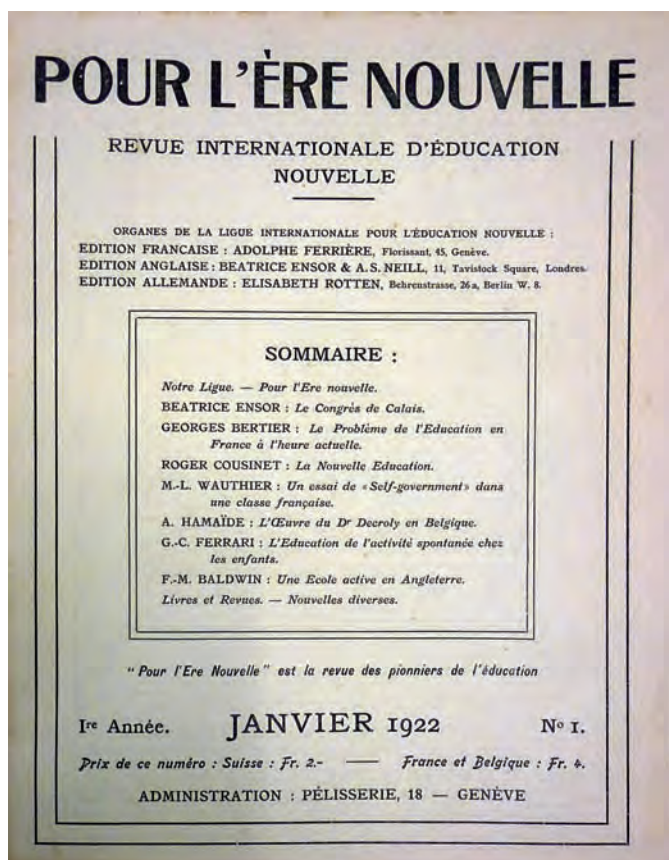 POUR L'ÈRE NOUVELLE
REVUE INTERNATIONALE D'ÉDUCATION
NOUVELLE
ORGANES DE LA LIGUE INTERNATIONALE POUR L'ÉDUCATION NOUVELLE :
EDITION FRANCAISE : ADOLPHE FERRIÈRE, Florissant, 45, Genève.
EDITION ANGLAISE : BEATRICE ENSOR & A. S. NEILL, 11, Tavistock Square, Londres.
EDITION ALLEMANDE : ELISABETH ROTTEN, Behrenstrasse, 26 a, Berlin W. 8.
SOMMAIRE :
Notre Ligue. — Pour l'Ere nouvelle.
BEATRICE ENSOR : Le Congrès de Calais.
GEORGES BERTIER : Le Problème de l'Education en
France à l'heure actuelle.
ROGER COUSINET : La Nouvelle Education.
M.-L. WAUTHIER : Un essai de «Self-government» dans
une classe française.
A. HAMAÏDE : L'Œuvre du Dr Decroly en Belgique.
G.-C. FERRARI : L'Education de l'activité spontanée chez
les enfants.
F.-M. BALDWIN : Une Ecole active en Angleterre.
Livres et Revues. — Nouvelles diverses.
"Pour l'Ere Nouvelle" est la revue des pionniers de l'éducation
Ire Année. JANVIER 1922 No 1.
Prix de ce numéro : Suisse : Fr. 2.- — France et Belgique : Fr. 4.
ADMINISTRATION : PÉLISSERIE, 18 — GENÈVE